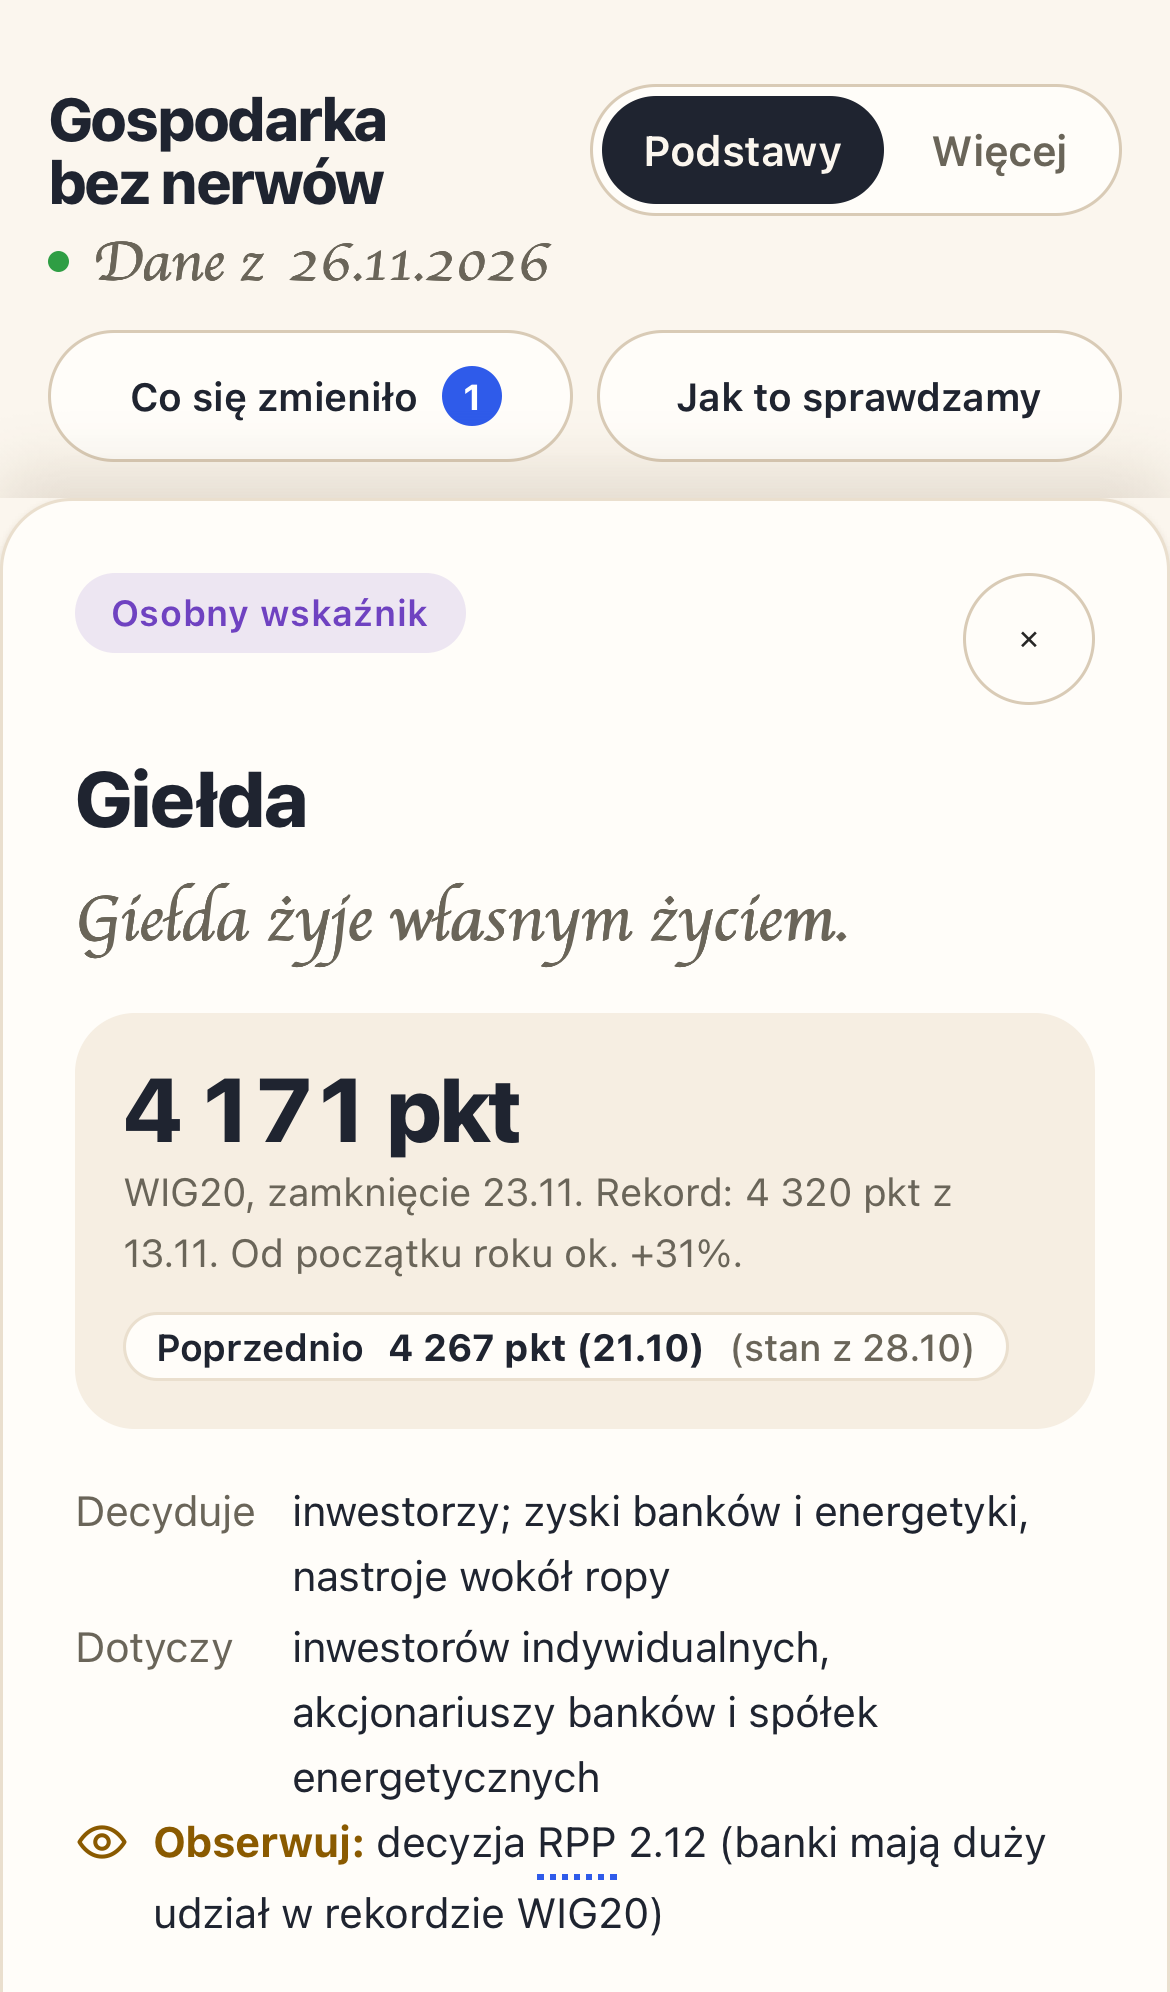 Gospodarka
bez nerwów
Podstawy
Więcej
Dane z 26.11.2026
Co się zmieniło 1
Jak to sprawdzamy
Osobny wskaźnik
×
Giełda
Giełda żyje własnym życiem.
4 171 pkt
WIG20, zamknięcie 23.11. Rekord: 4 320 pkt z
13.11. Od początku roku ok. +31%.
Poprzednio 4 267 pkt (21.10) (stan z 28.10)
Decyduje inwestorzy; zyski banków i energetyki,
nastroje wokół ropy
Dotyczy inwestorów indywidualnych,
akcjonariuszy banków i spółek
energetycznych
Obserwuj: decyzja RPP 2.12 (banki mają duży
udział w rekordzie WIG20)